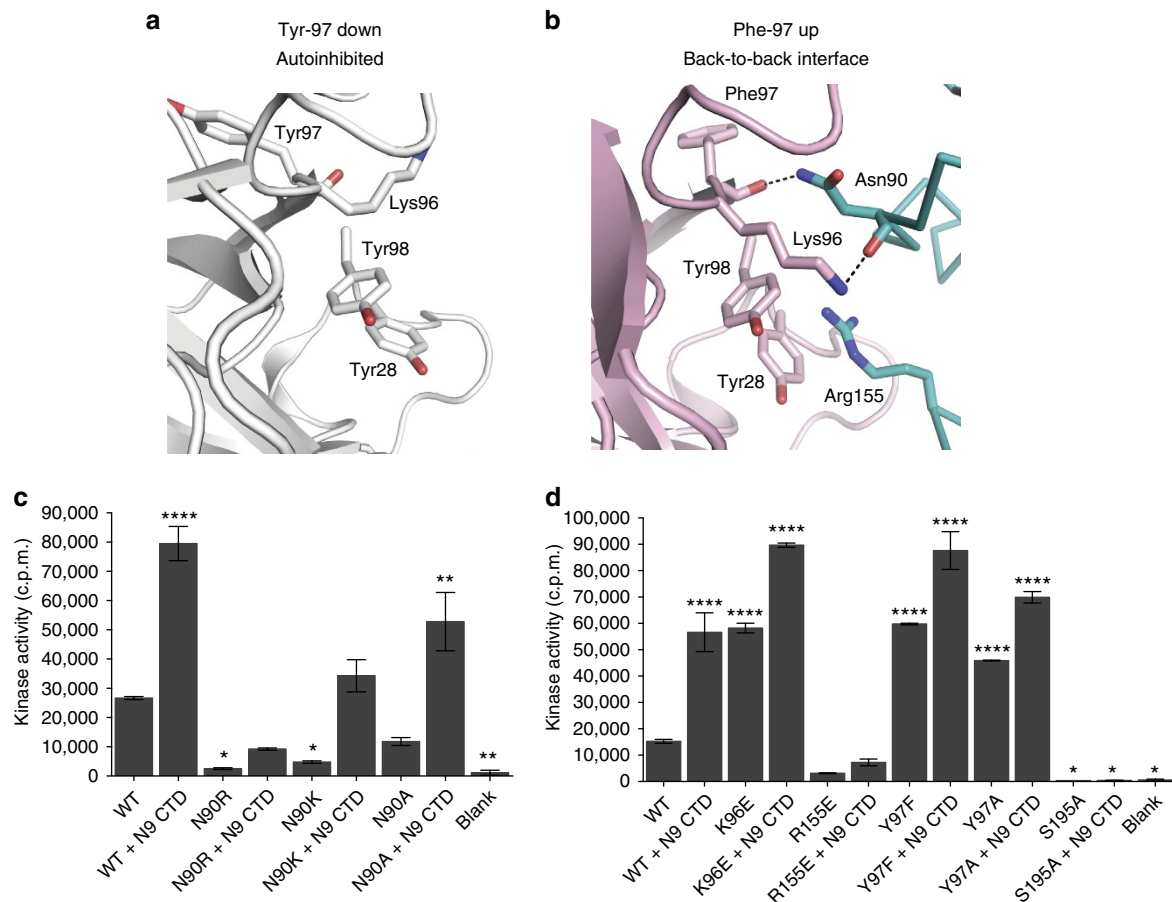 a
Tyr-97 down
Autoinhibited
Tyr97
Lys96
Tyr98
Tyr28
b
Phe-97 up
Back-to-back interface
Phe97
Asn90
Lys96
Tyr98
Tyr28
Arg155
c
Kinase activity (c.p.m.)
90,000
80,000
70,000
60,000
50,000
40,000
30,000
20,000
10,000
0
****
*
*
**
**
WT
WT + N9 CTD
N90R
N90R + N9 CTD
N90K
N90K + N9 CTD
N90A
N90A + N9 CTD
Blank
d
Kinase activity (c.p.m.)
100,000
90,000
80,000
70,000
60,000
50,000
40,000
30,000
20,000
10,000
0
****
****
****
****
****
****
****
*
*
*
WT
WT + N9 CTD
K96E
K96E + N9 CTD
R155E
R155E + N9 CTD
Y97F
Y97F + N9 CTD
Y97A
Y97A + N9 CTD
S195A
S195A + N9 CTD
Blank